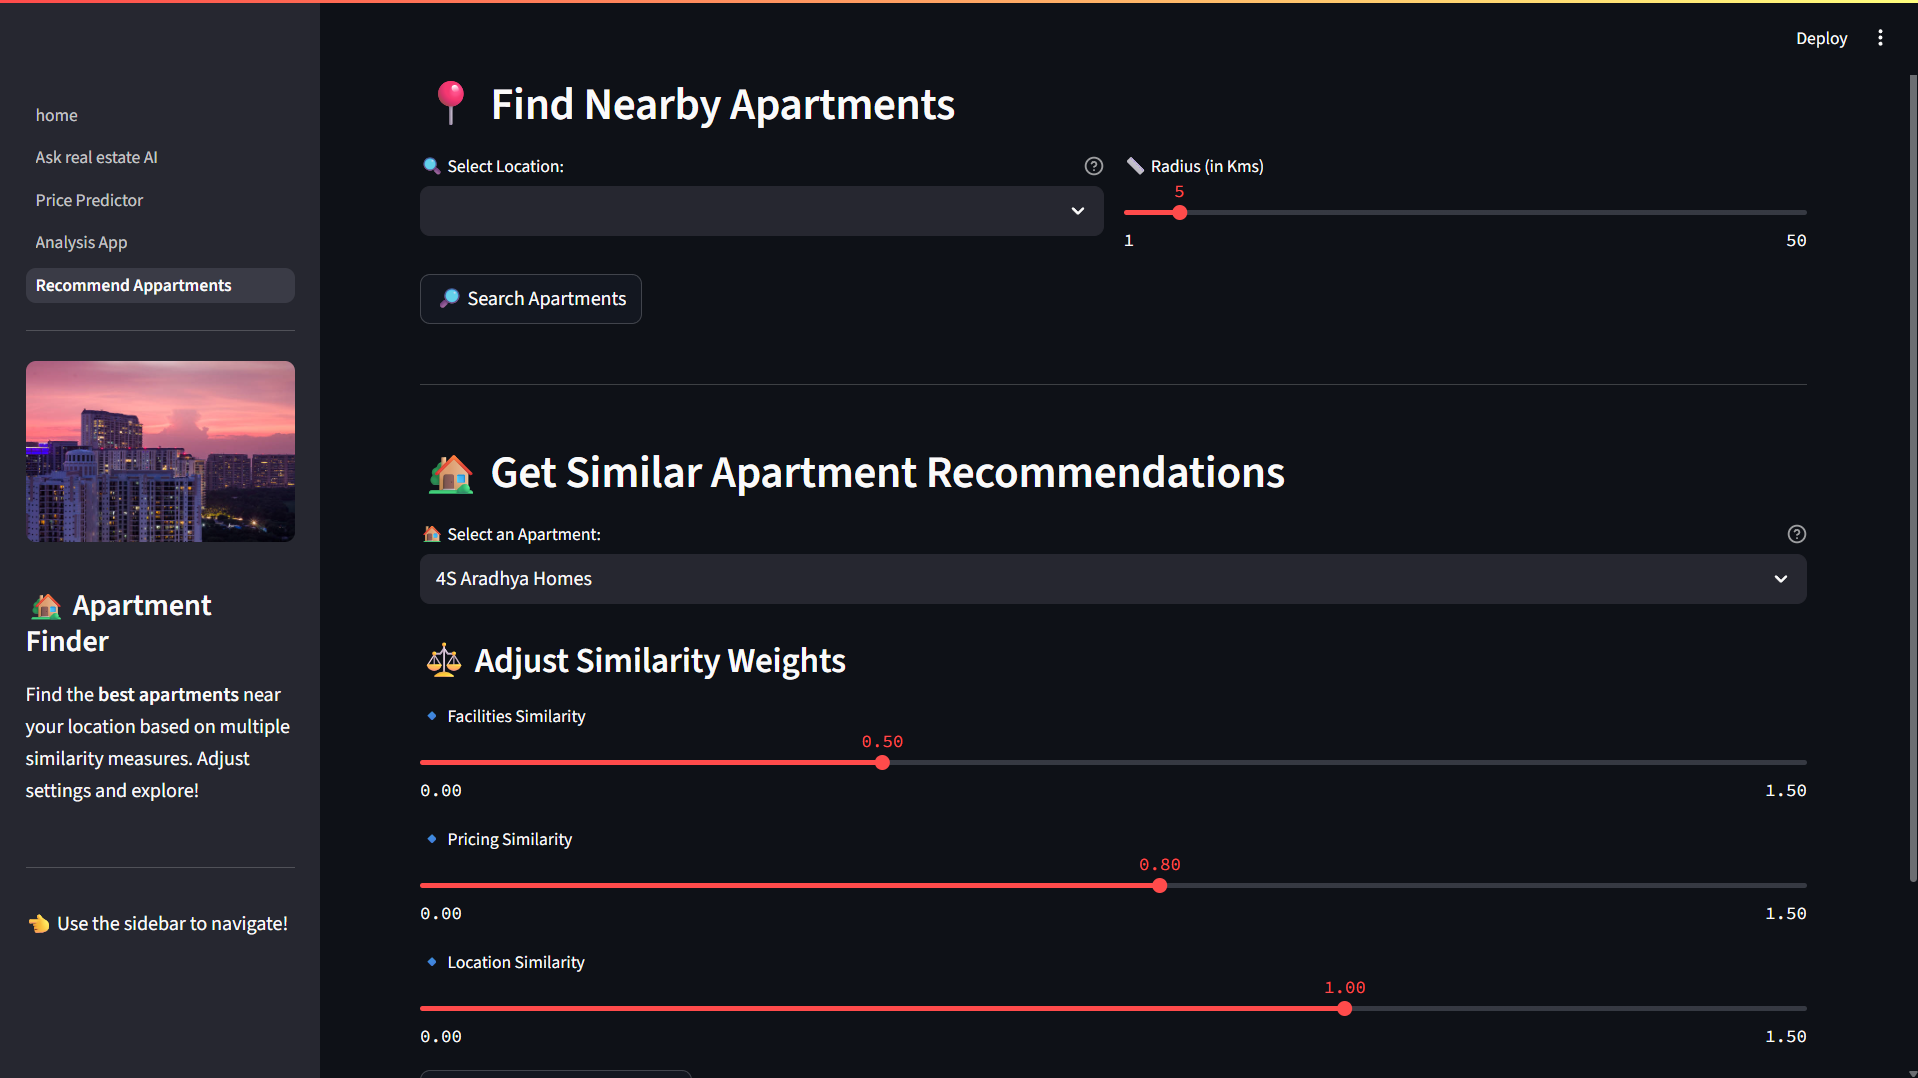 Deploy
home
Ask real estate AI
Price Predictor
Analysis App
Recommend Appartments
🏡 Apartment
Finder
Find the best apartments near
your location based on multiple
similarity measures. Adjust
settings and explore!
👈 Use the sidebar to navigate!
📍 Find Nearby Apartments
🔍 Select Location:
📏 Radius (in Kms)
5
1 50
🔎 Search Apartments
🏡 Get Similar Apartment Recommendations
🏠 Select an Apartment:
4S Aradhya Homes
⚖️ Adjust Similarity Weights
🔹 Facilities Similarity
0.50
0.00 1.50
🔹 Pricing Similarity
0.80
0.00 1.50
🔹 Location Similarity
1.00
0.00 1.50